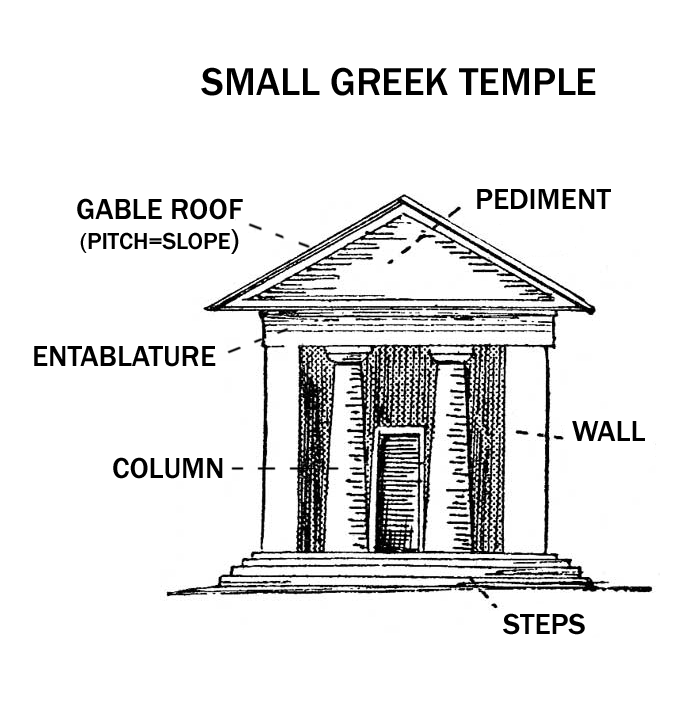 SMALL GREEK TEMPLE
PEDIMENT
GABLE ROOF
(PITCH=SLOPE)
ENTABLATURE
WALL
COLUMN
STEPS